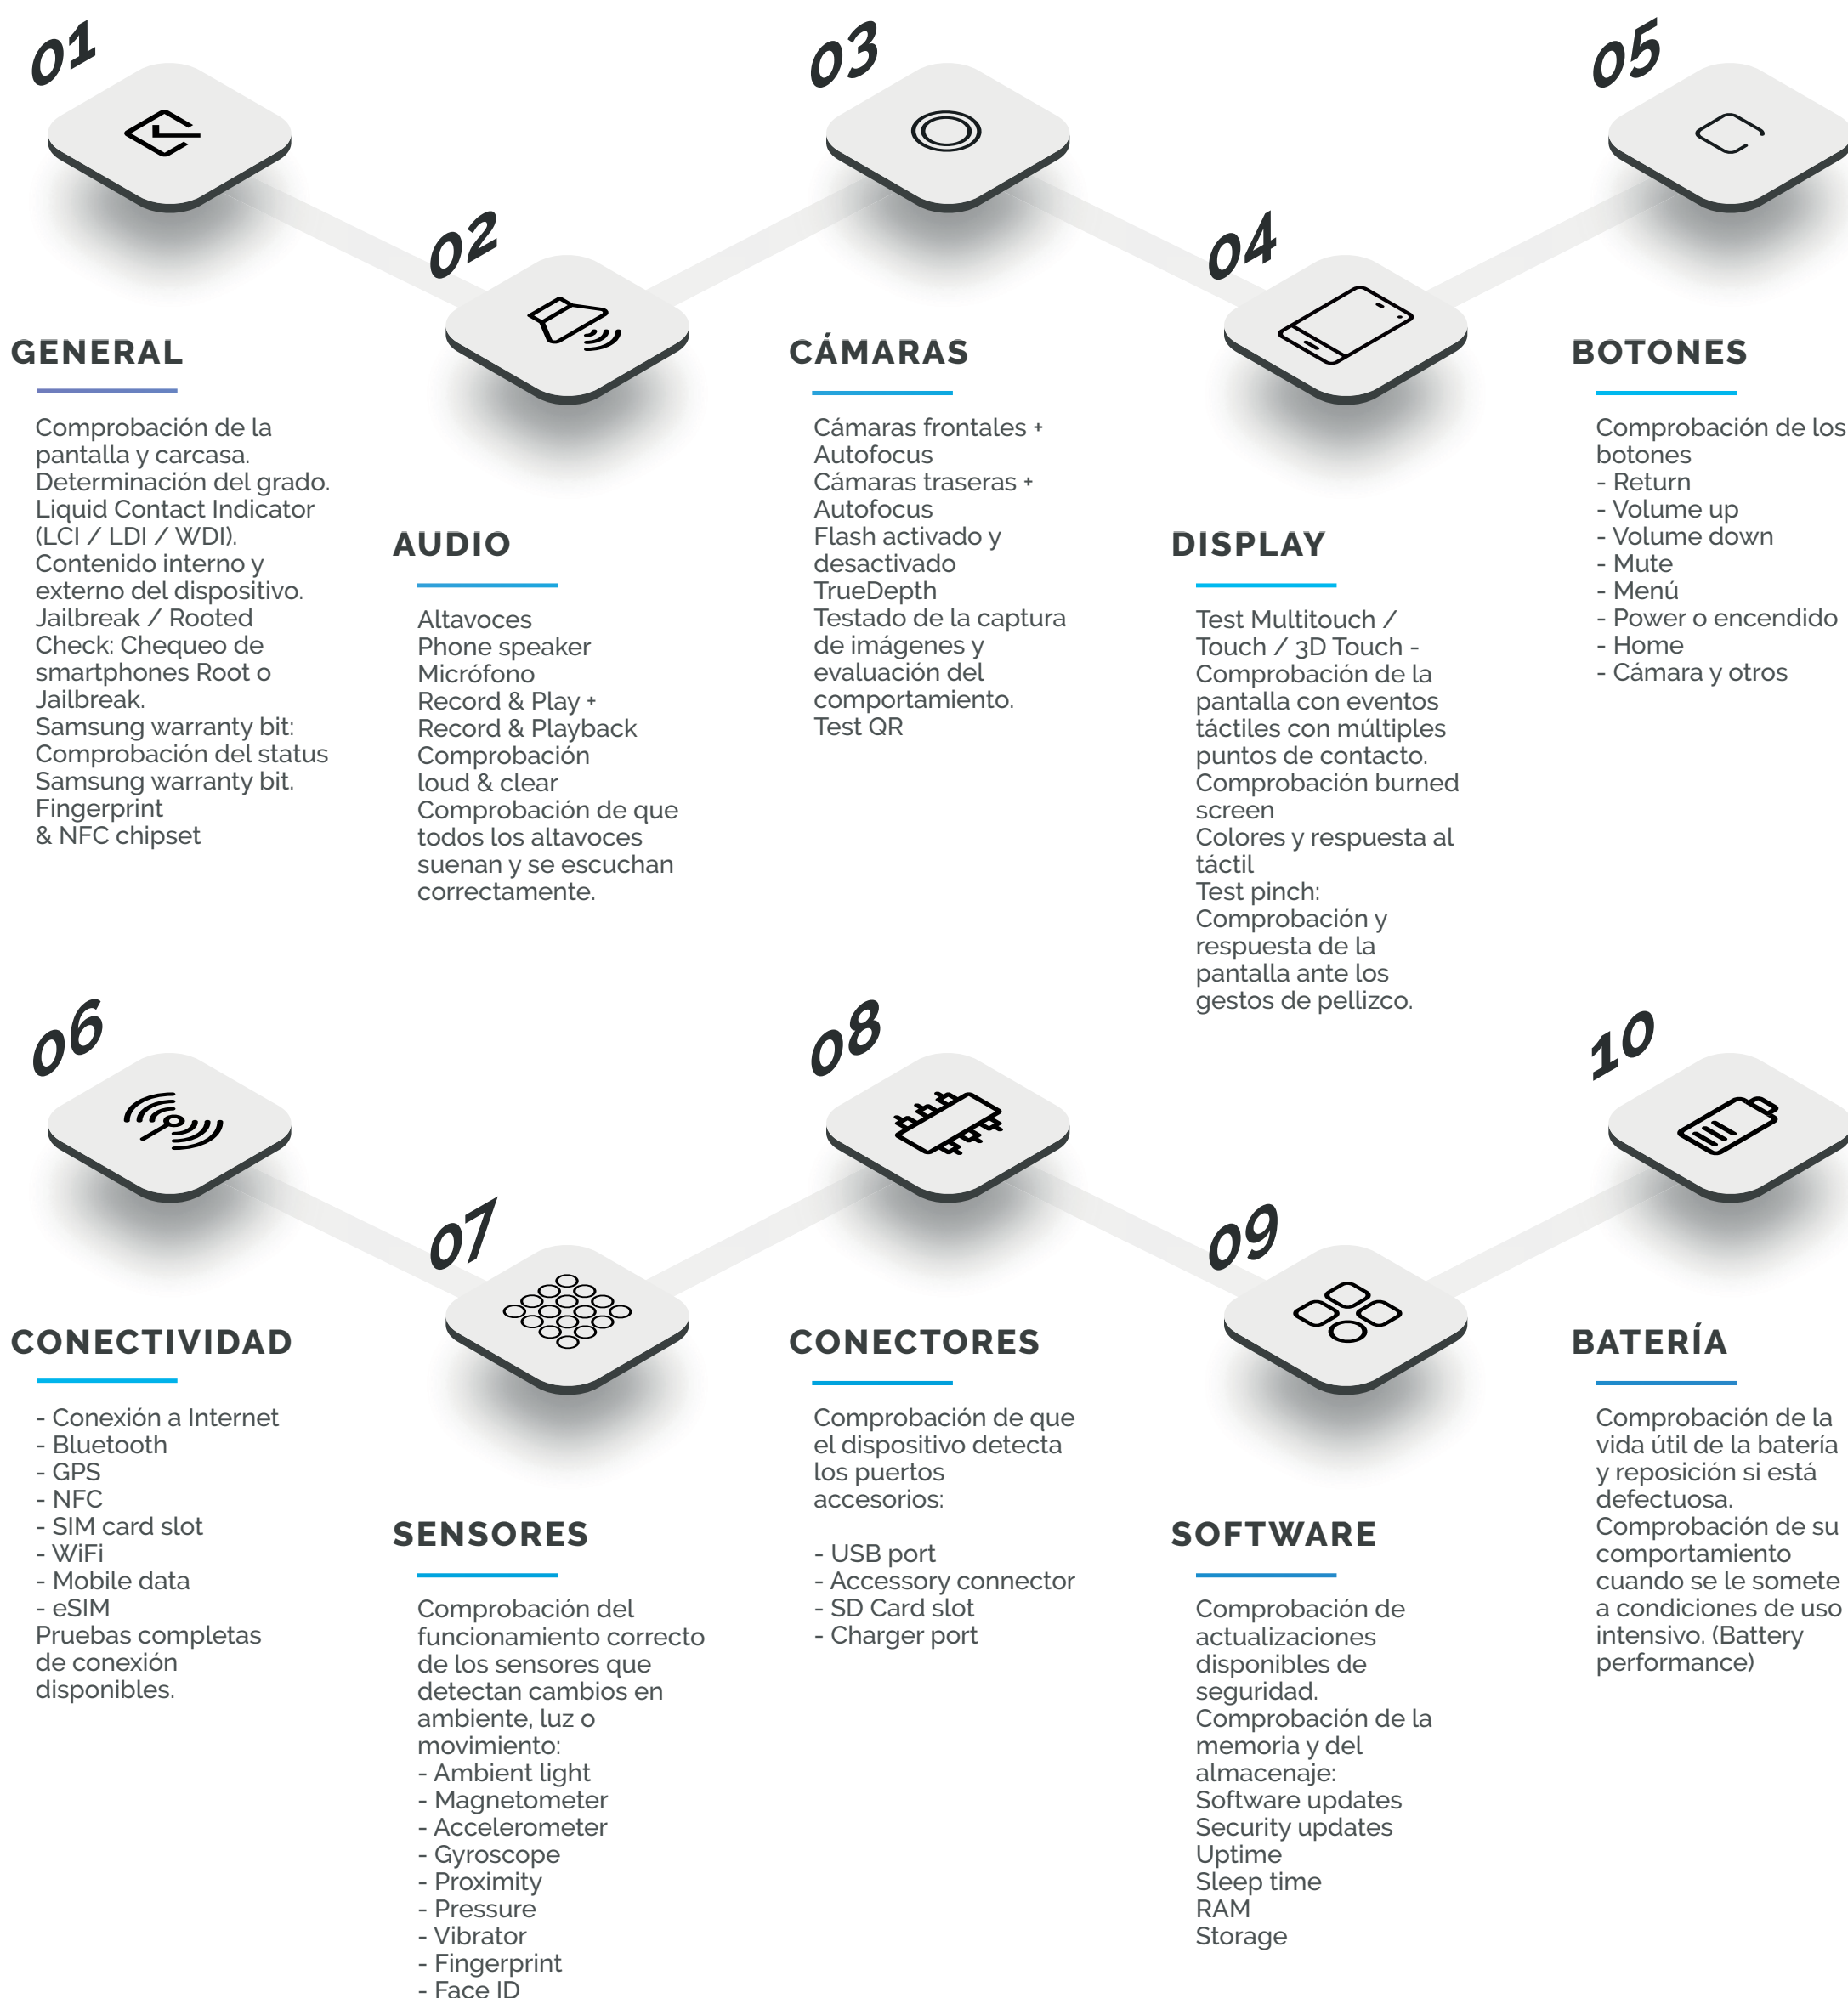 01
GENERAL
Comprobación de la
pantalla y carcasa.
Determinación del grado.
Liquid Contact Indicator
(LCI / LDI / WDI).
Contenido interno y
externo del dispositivo.
Jailbreak / Rooted
Check: Chequeo de
smartphones Root o
Jailbreak.
Samsung warranty bit:
Comprobación del status
Samsung warranty bit.
Fingerprint
& NFC chipset
02
AUDIO
Altavoces
Phone speaker
Micrófono
Record & Play +
Record & Playback
Comprobación
loud & clear
Comprobación de que
todos los altavoces
suenan y se escuchan
correctamente.
03
CÁMARAS
Cámaras frontales +
Autofocus
Cámaras traseras +
Autofocus
Flash activado y
desactivado
TrueDepth
Testado de la captura
de imágenes y
evaluación del
comportamiento.
Test QR
04
DISPLAY
Test Multitouch /
Touch / 3D Touch -
Comprobación de la
pantalla con eventos
táctiles con múltiples
puntos de contacto.
Comprobación burned
screen
Colores y respuesta al
táctil
Test pinch:
Comprobación y
respuesta de la
pantalla ante los
gestos de pellizco.
05
BOTONES
Comprobación de los
botones
- Return
- Volume up
- Volume down
- Mute
- Menú
- Power o encendido
- Home
- Cámara y otros
06
CONECTIVIDAD
- Conexión a Internet
- Bluetooth
- GPS
- NFC
- SIM card slot
- WiFi
- Mobile data
- eSIM
Pruebas completas
de conexión
disponibles.
07
SENSORES
Comprobación del
funcionamiento correcto
de los sensores que
detectan cambios en
ambiente, luz o
movimiento:
- Ambient light
- Magnetometer
- Accelerometer
- Gyroscope
- Proximity
- Pressure
- Vibrator
- Fingerprint
- Face ID
08
CONECTORES
Comprobación de que
el dispositivo detecta
los puertos
accesorios:
- USB port
- Accessory connector
- SD Card slot
- Charger port
09
SOFTWARE
Comprobación de
actualizaciones
disponibles de
seguridad.
Comprobación de la
memoria y del
almacenaje:
Software updates
Security updates
Uptime
Sleep time
RAM
Storage
10
BATERÍA
Comprobación de la
vida útil de la batería
y reposición si está
defectuosa.
Comprobación de su
comportamiento
cuando se le somete
a condiciones de uso
intensivo. (Battery
performance)